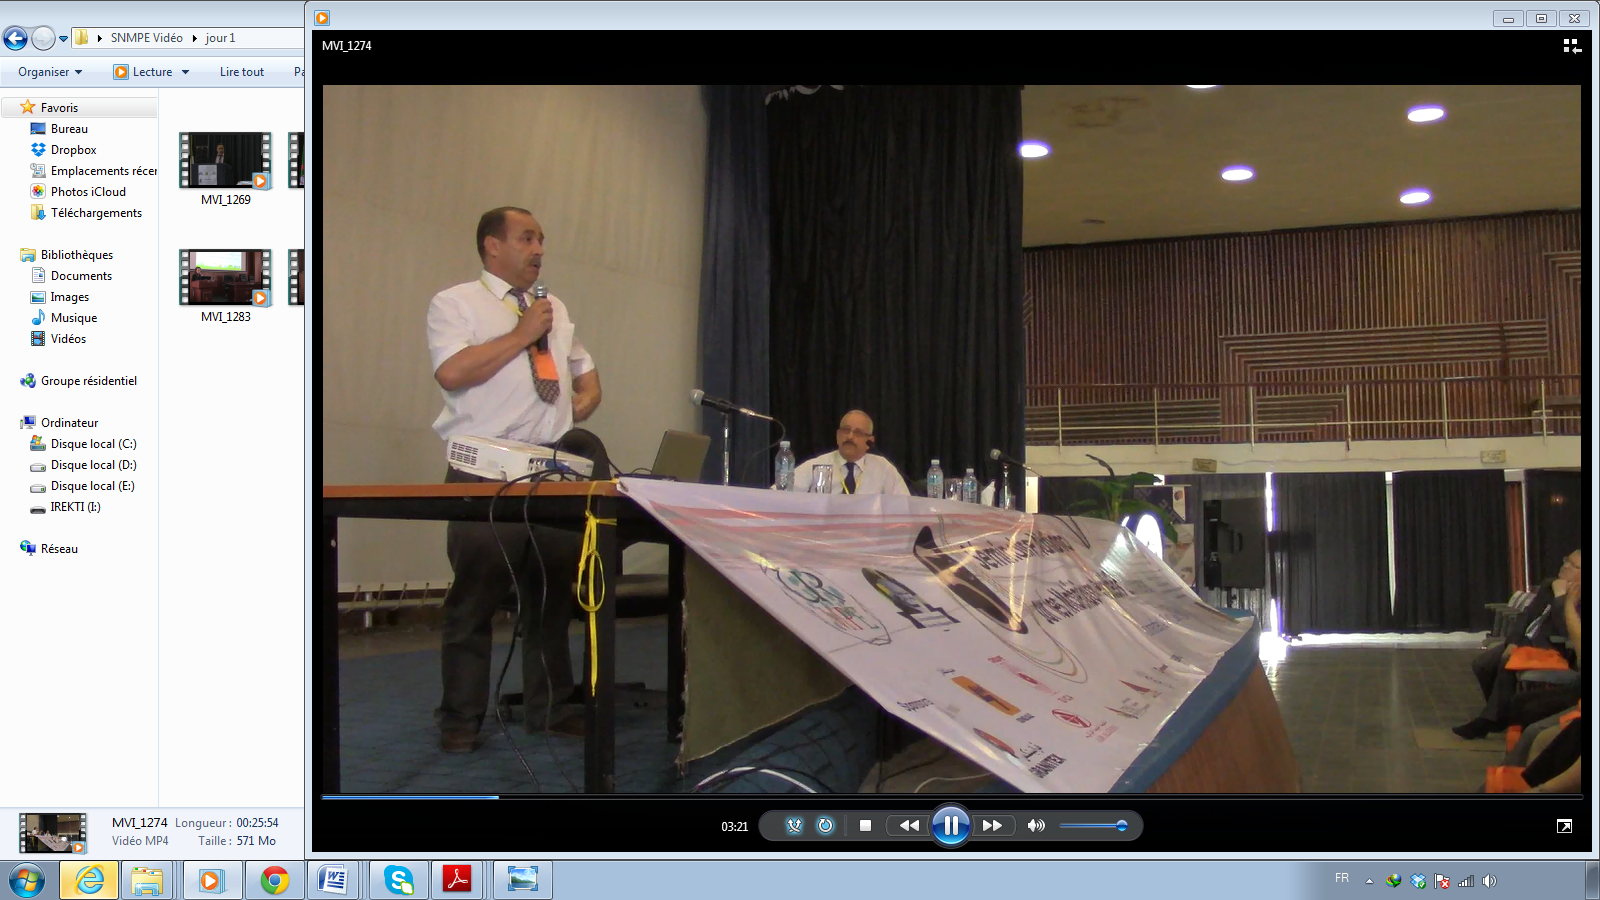 SNMPE Vidéo
jour 1
Organiser
Lecture
Lire tout
Favoris
Bureau
Dropbox
Emplacements récer
Photos iCloud
Téléchargements
Bibliothèques
Documents
Images
Musique
Vidéos
Groupe résidentiel
Ordinateur
Disque local (C:)
Disque local (D:)
Disque local (E:)
IREKTI (I:)
Réseau
MVI_1269
MVI_1283
MVI_1274
03:21
MVI_1274 Longueur : 00:25:54
Vidéo MP4 Taille : 571 Mo
FR